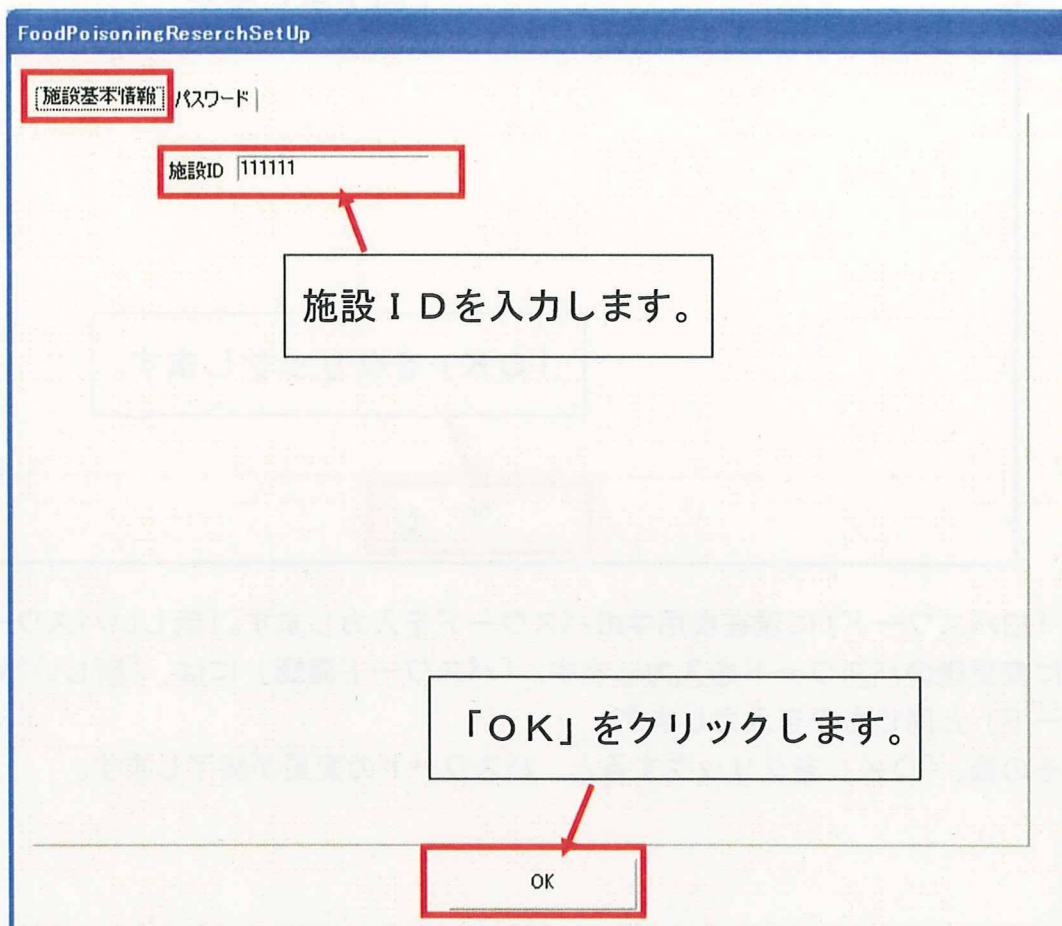 FoodPoisoningReserchSetUp
施設基本情報 パスワード
施設ID 111111
施設ＩＤを入力します。
「ＯＫ」をクリックします。
OK